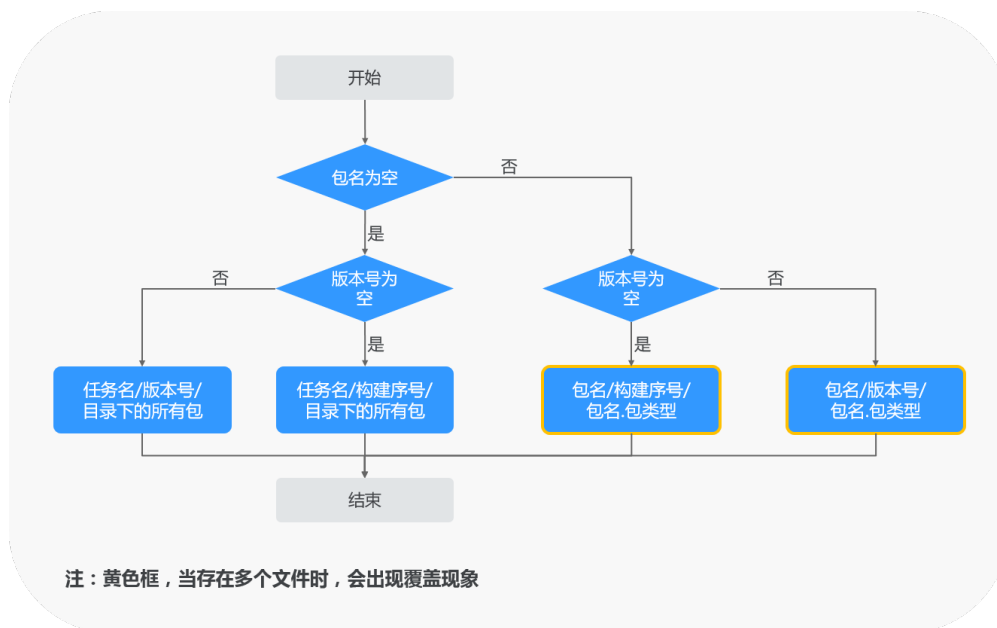 开始
包名为空
否
是
版本号为
空
否
版本号为
空
否
是
是
任务名/版本号/
目录下的所有包
任务名/构建序号/
目录下的所有包
包名/构建序号/
包名.包类型
包名/版本号/
包名.包类型
结束
注：黄色框，当存在多个文件时，会出现覆盖现象